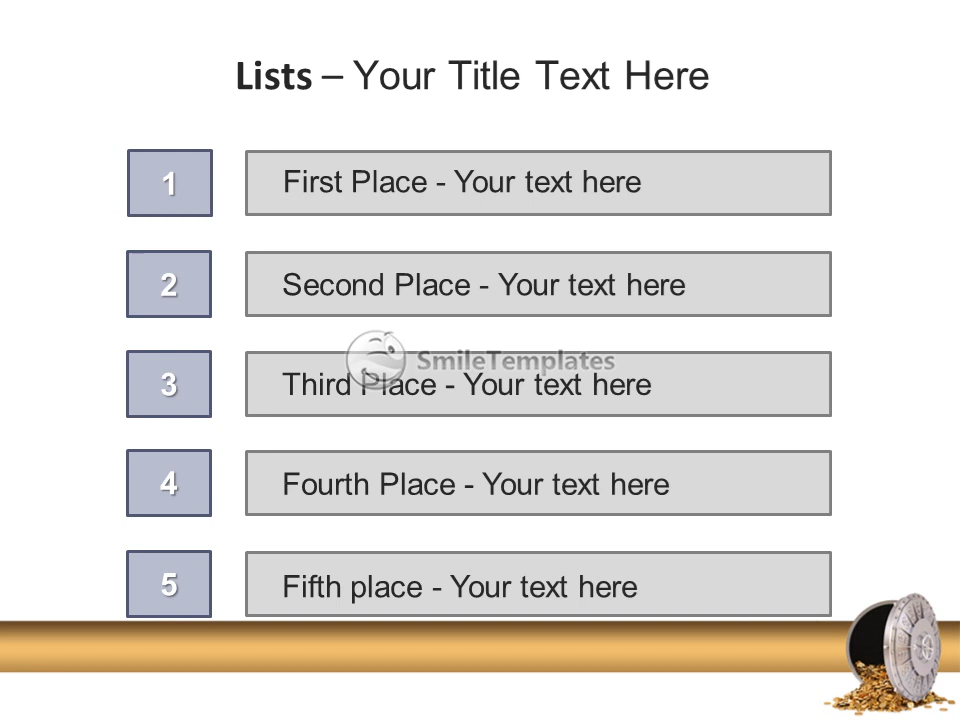 Lists – Your Title Text Here
1
First Place - Your text here
2
Second Place - Your text here
SmileTemplates
3
Third Place - Your text here
4
Fourth Place - Your text here
5
Fifth place - Your text here